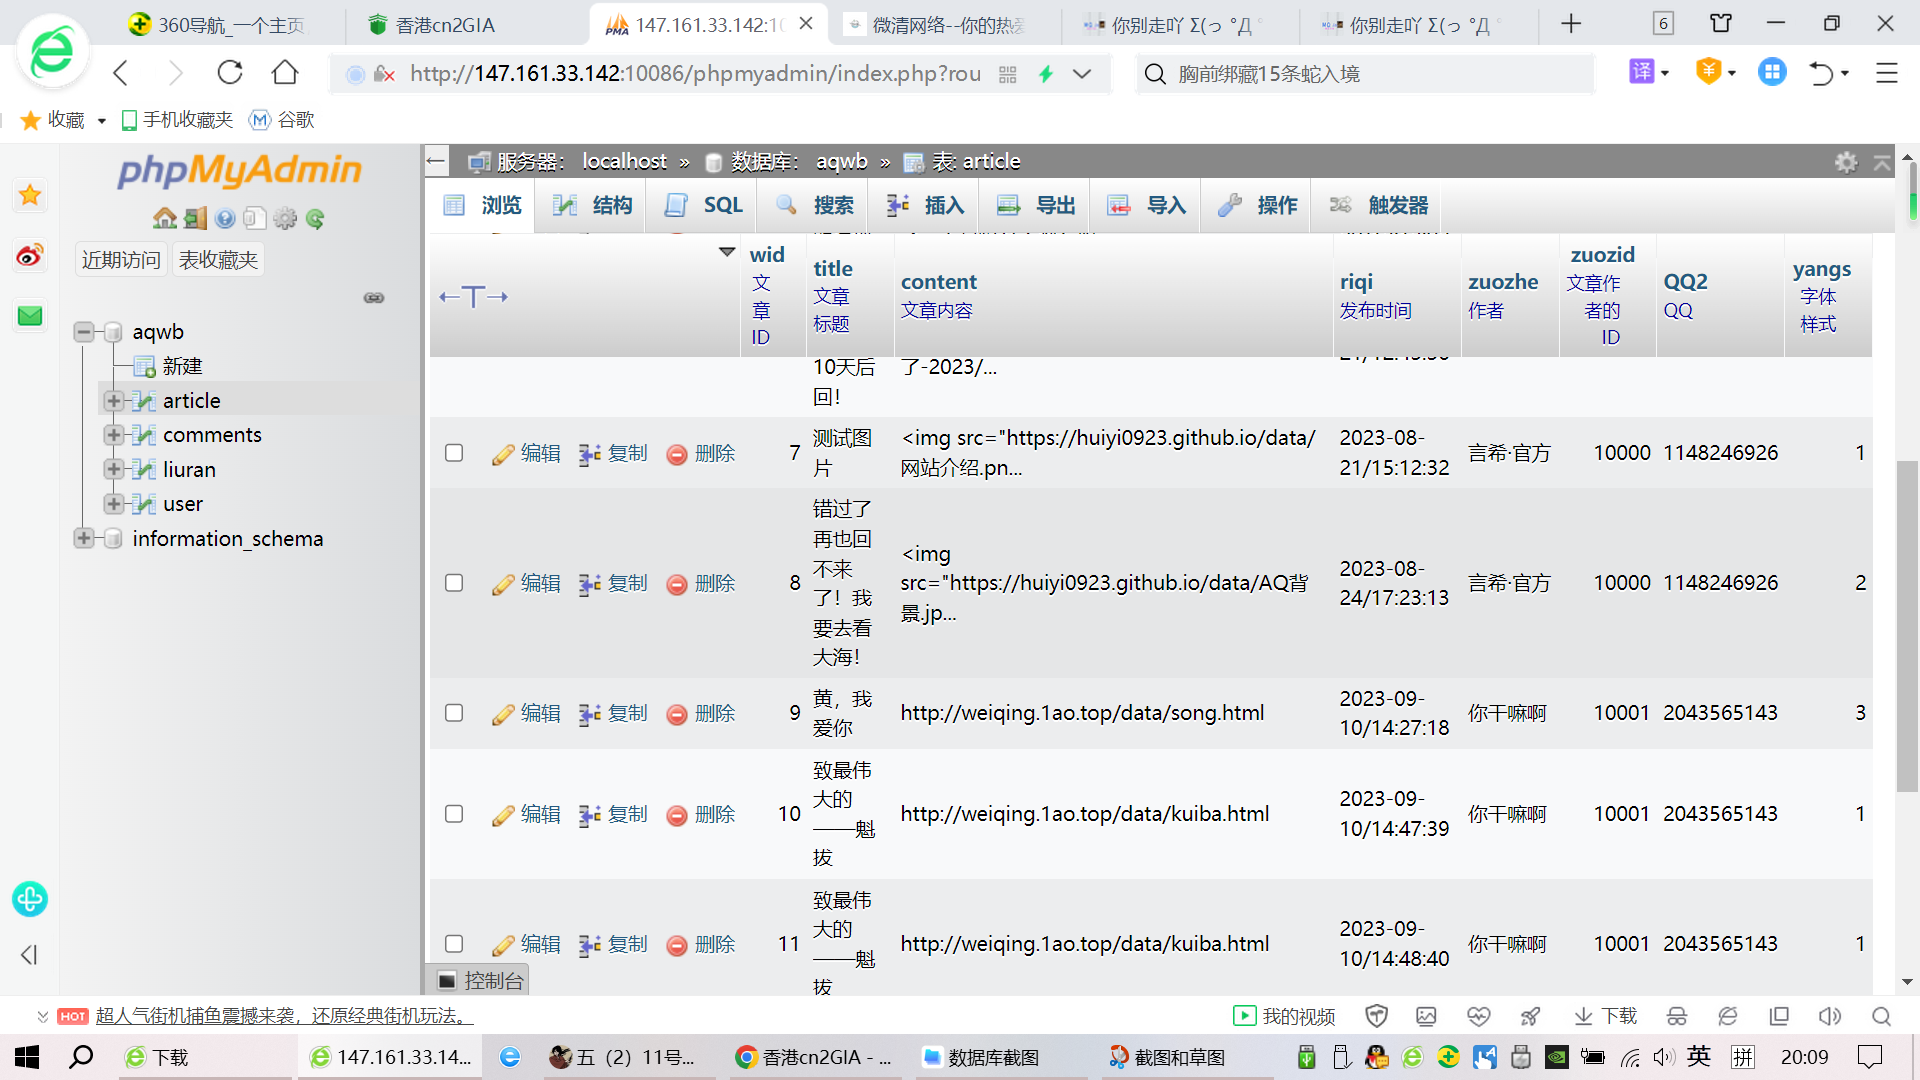 360导航_一个主页
香港cn2GIA
147.161.33.142:10
微清网络--你的热爱
你别走吖 Σ(っ °Д °
你别走吖 Σ(っ °Д °
6
http://147.161.33.142:10086/phpmyadmin/index.php?rou
胸前绑藏15条蛇入境
译
收藏
手机收藏夹
谷歌
phpMyAdmin
近期访问
表收藏夹
aqwb
新建
article
comments
liuran
user
information_schema
服务器: localhost » 数据库: aqwb » 表: article
浏览
结构
SQL
搜索
插入
导出
导入
操作
触发器
←T→
wid 文章ID
title 文章标题
content 文章内容
riqi 发布时间
zuozhe 作者
zuozid 文章作者的ID
QQ2 QQ
yangs 字体样式
10天后回！
了-2023/...
编辑 复制 删除 7 测试图片 <img src="https://huiyi0923.github.io/data/网站介绍.pn... 2023-08-21/15:12:32 言希·官方 10000 1148246926 1
编辑 复制 删除 8 错过了再也回不来了！我要去看大海！ <img src="https://huiyi0923.github.io/data/AQ背景.jp... 2023-08-24/17:23:13 言希·官方 10000 1148246926 2
编辑 复制 删除 9 黄，我爱你 http://weiqing.1ao.top/data/song.html 2023-09-10/14:27:18 你干嘛啊 10001 2043565143 3
编辑 复制 删除 10 致最伟大的——魁拔 http://weiqing.1ao.top/data/kuiba.html 2023-09-10/14:47:39 你干嘛啊 10001 2043565143 1
编辑 复制 删除 11 致最伟大的——魁拔 http://weiqing.1ao.top/data/kuiba.html 2023-09-10/14:48:40 你干嘛啊 10001 2043565143 1
控制台
HOT 超人气街机捕鱼震撼来袭，还原经典街机玩法。
我的视频
下载
下载
147.161.33.14...
五（2）11号...
香港cn2GIA - ...
数据库截图
截图和草图
英
拼
20:09